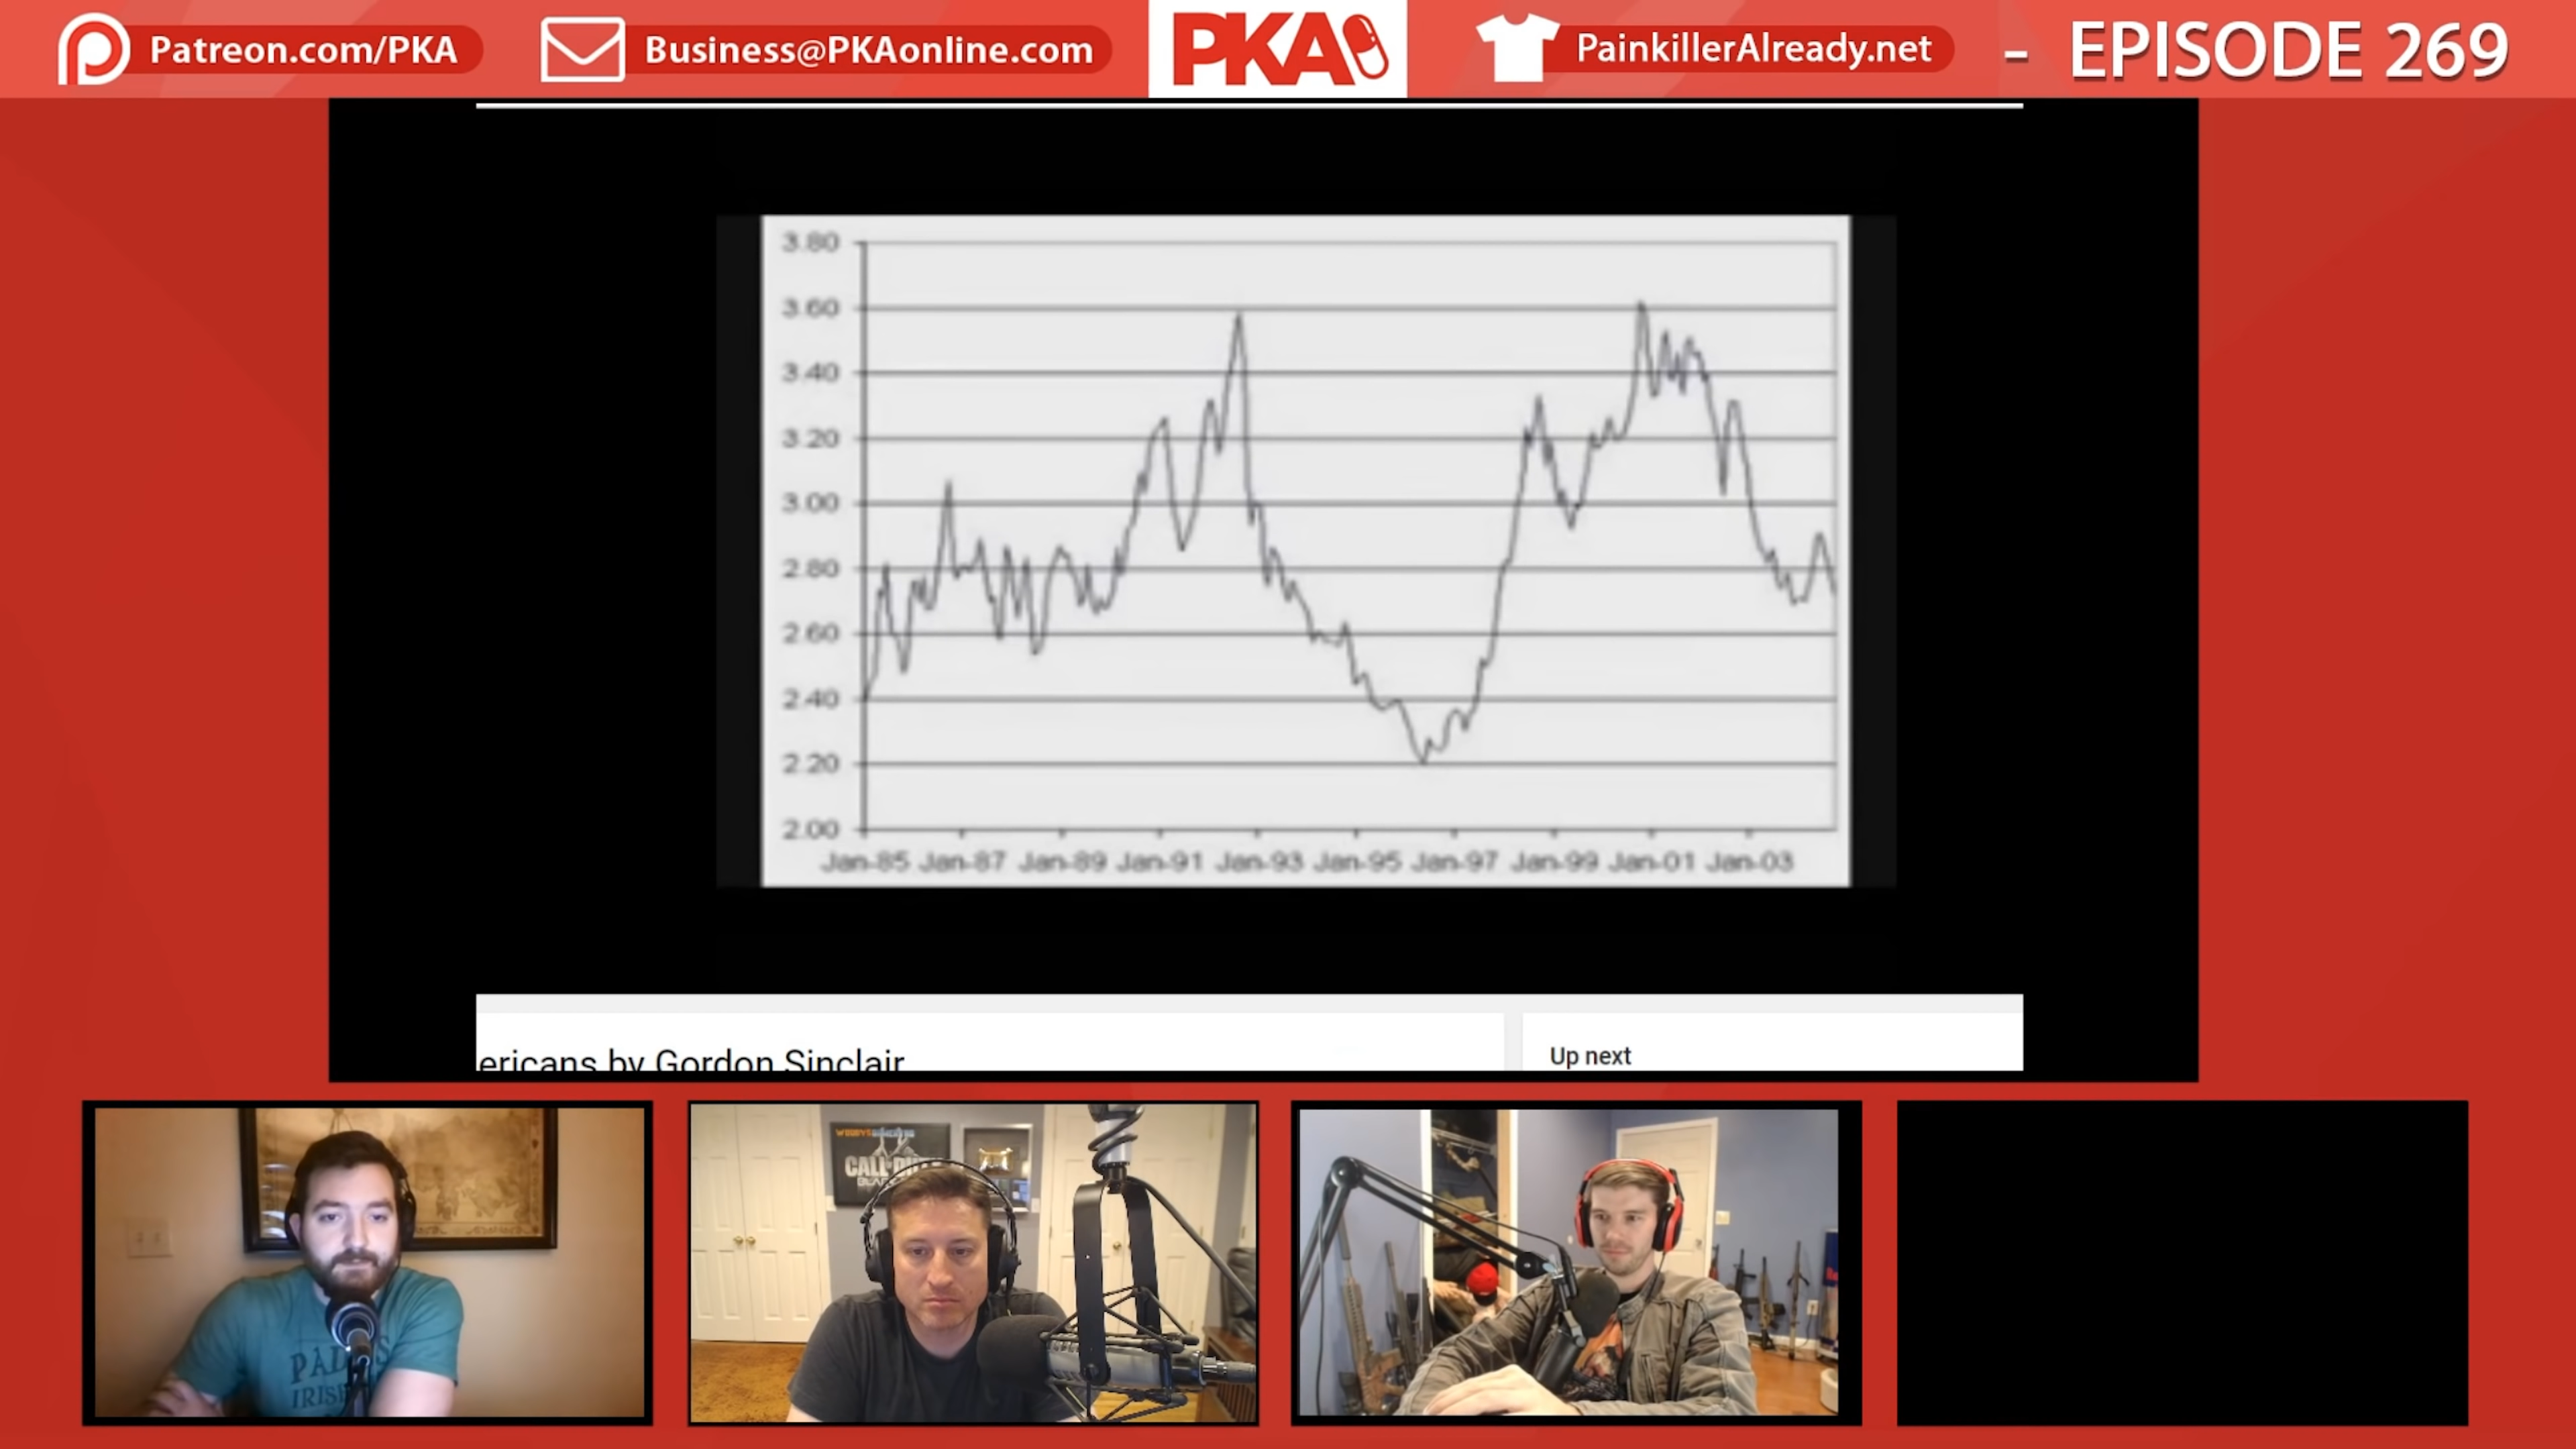 Patreon.com/PKA
Business@PKAonline.com
PKA
PainkillerAlready.net
- EPISODE 269
3.80
3.60
3.40
3.20
3.00
2.80
2.60
2.40
2.20
2.00
Jan-85 Jan-87 Jan-89 Jan-91 Jan-93 Jan-95 Jan-97 Jan-99 Jan-01 Jan-03
ericans by Gordon Sinclair
Up next
CALL OF DUTY
IRISH